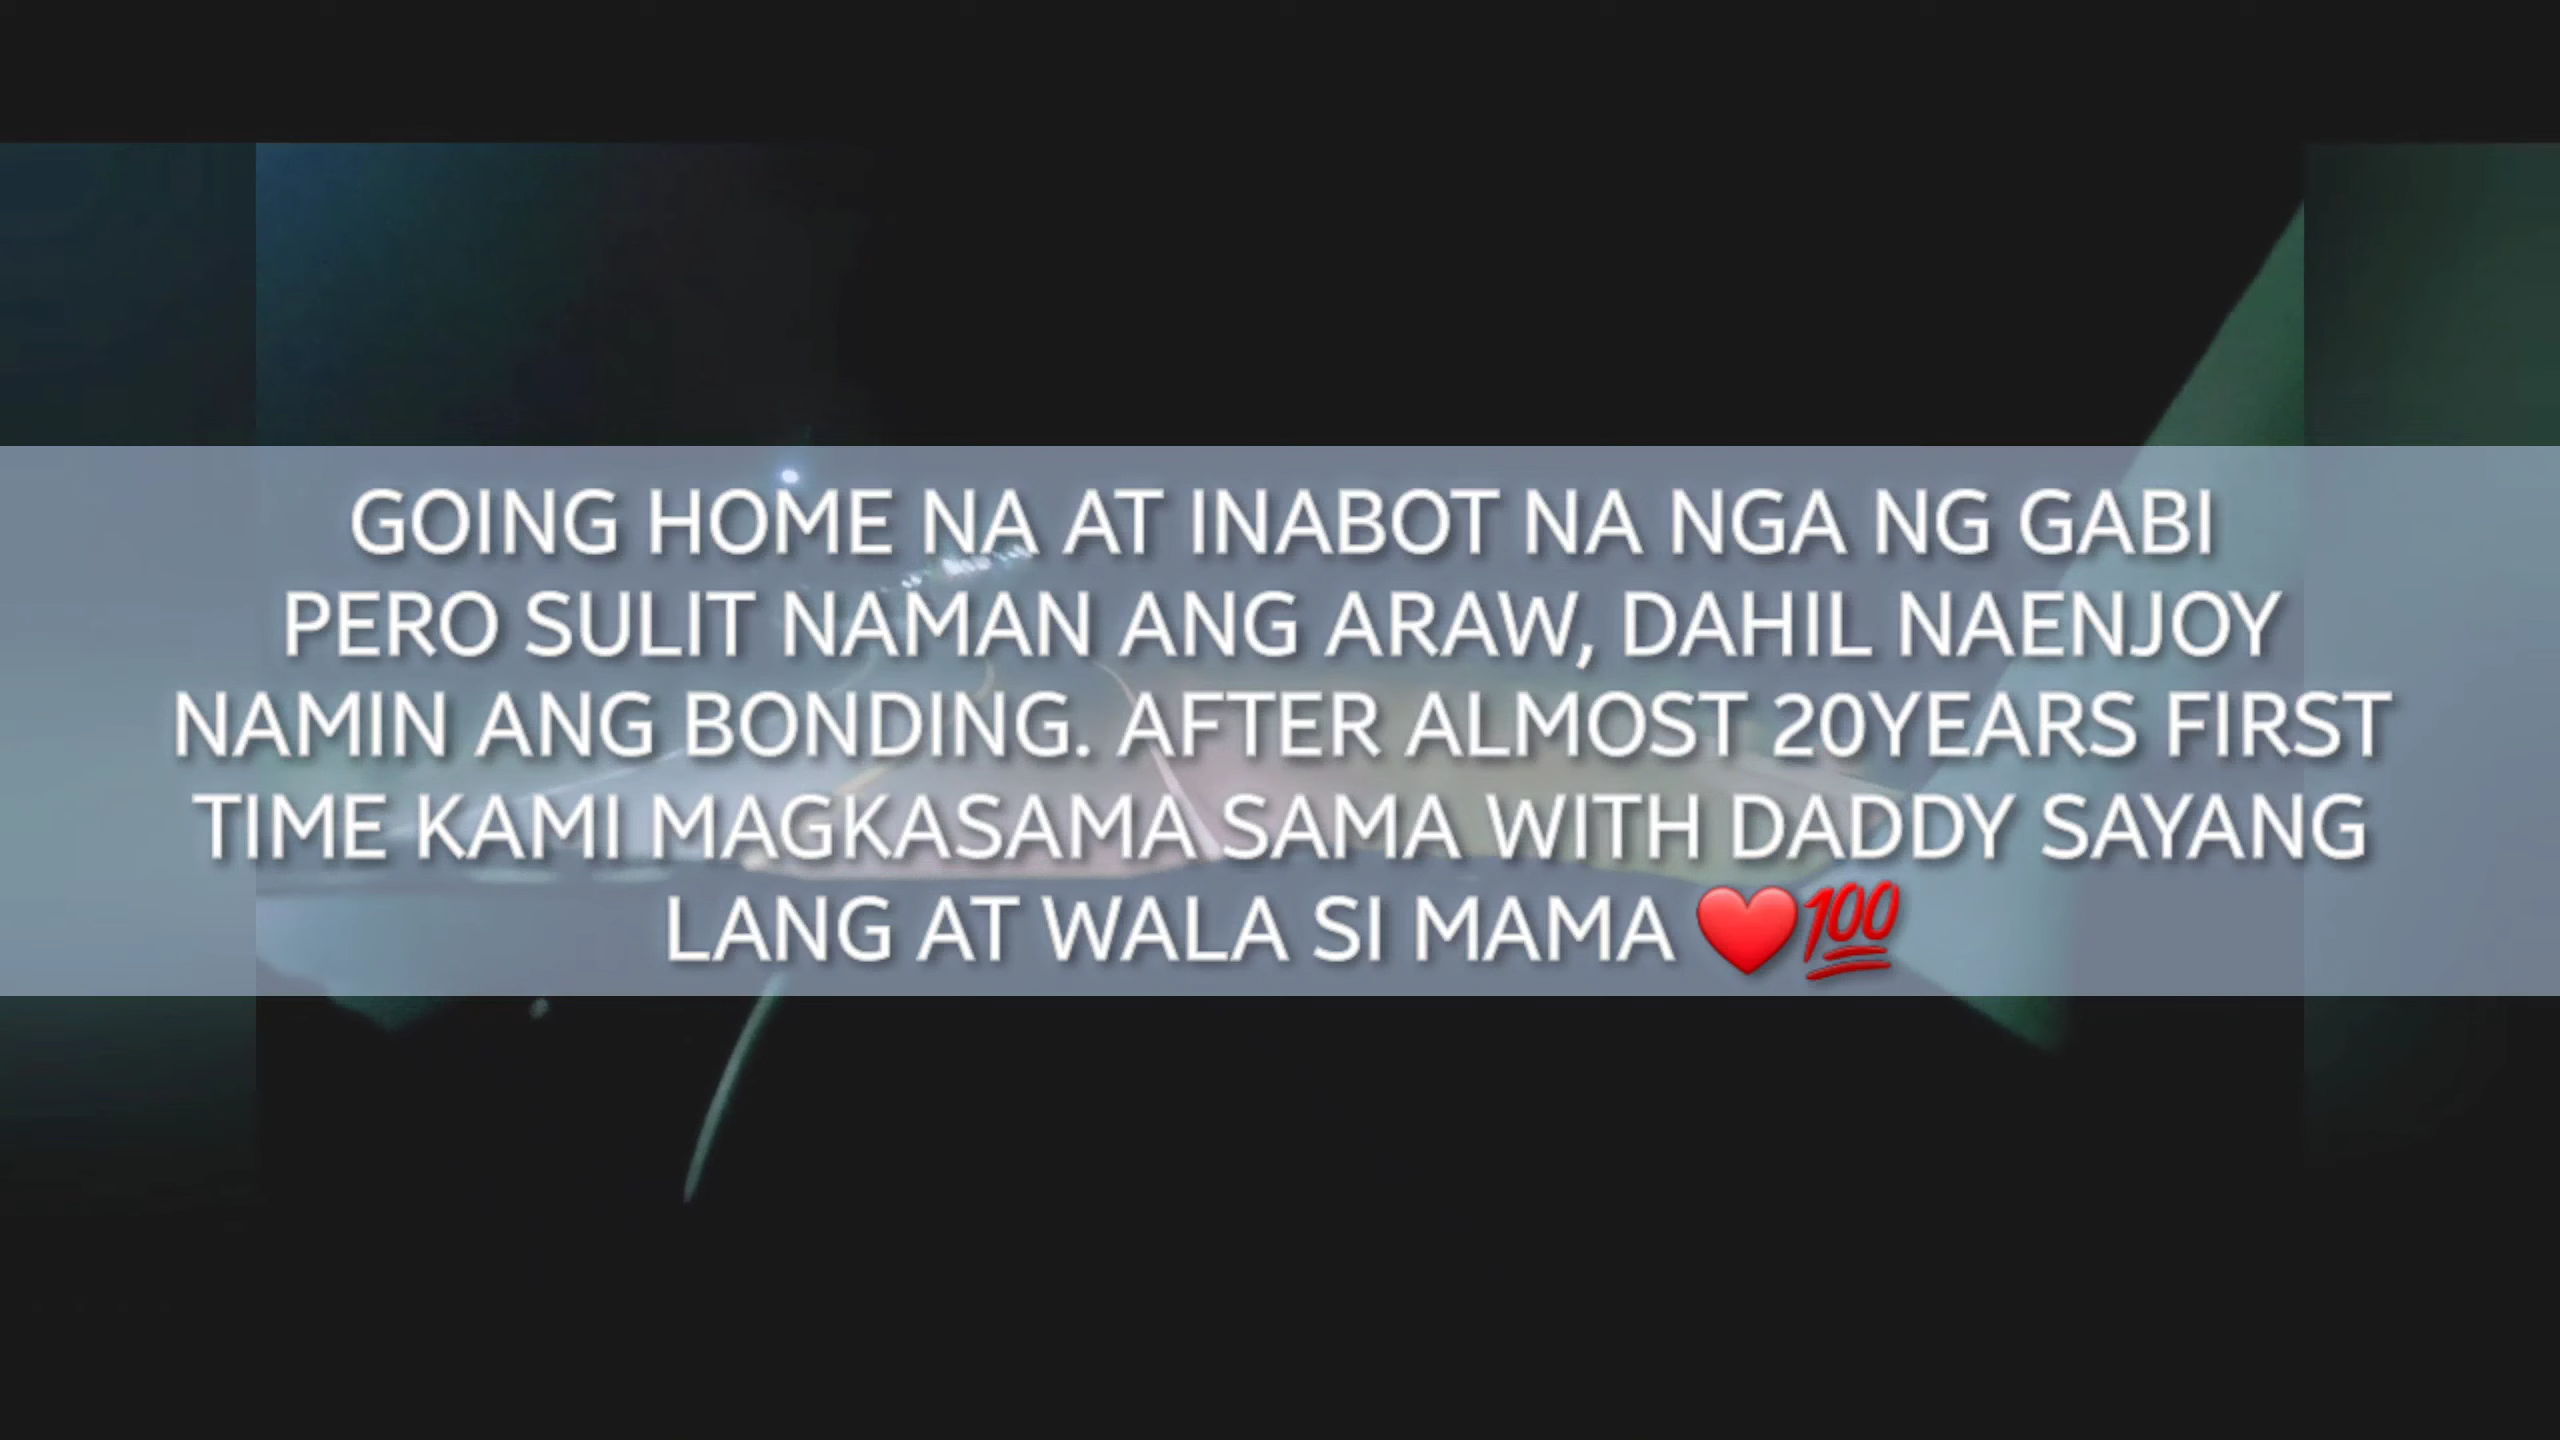 GOING HOME NA AT INABOT NA NGA NG GABI
PERO SULIT NAMAN ANG ARAW, DAHIL NAENJOY
NAMIN ANG BONDING. AFTER ALMOST 20YEARS FIRST
TIME KAMI MAGKASAMA SAMA WITH DADDY SAYANG
LANG AT WALA SI MAMA ❤️💯